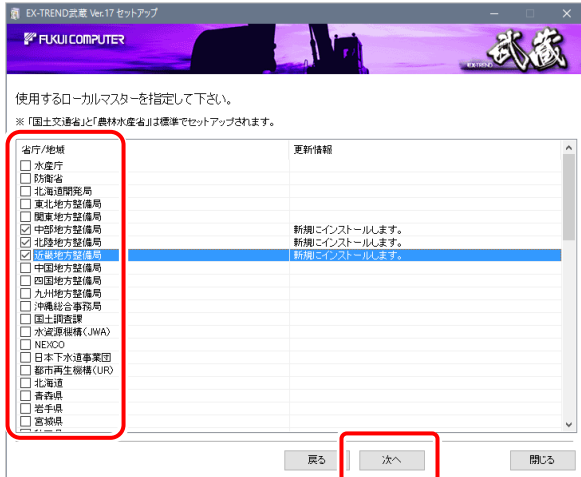 EX-TREND武蔵 Ver.17 セットアップ
FUKUI COMPUTER
EX-TREND 武蔵
使用するローカルマスターを指定して下さい。
※「国土交通省」と「農林水産省」は標準でセットアップされます。
省庁/地域 更新情報
水産庁
防衛省
北海道開発局
東北地方整備局
関東地方整備局
中部地方整備局 新規にインストールします。
北陸地方整備局 新規にインストールします。
近畿地方整備局 新規にインストールします。
中国地方整備局
四国地方整備局
九州地方整備局
沖縄総合事務局
国土調査課
水資源機構(JWA)
NEXCO
日本下水道事業団
都市再生機構(UR)
北海道
青森県
岩手県
宮城県
戻る 次へ 閉じる